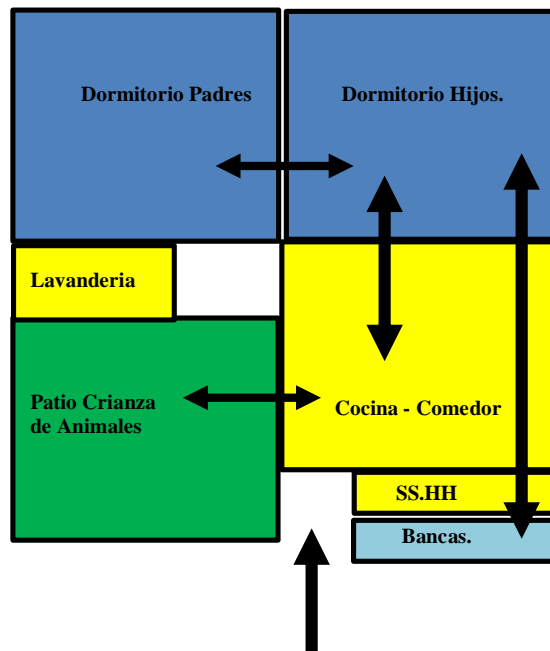 Dormitorio Padres
Dormitorio Hijos.
Lavanderia
Patio Crianza
de Animales
Cocina - Comedor
SS.HH
Bancas.